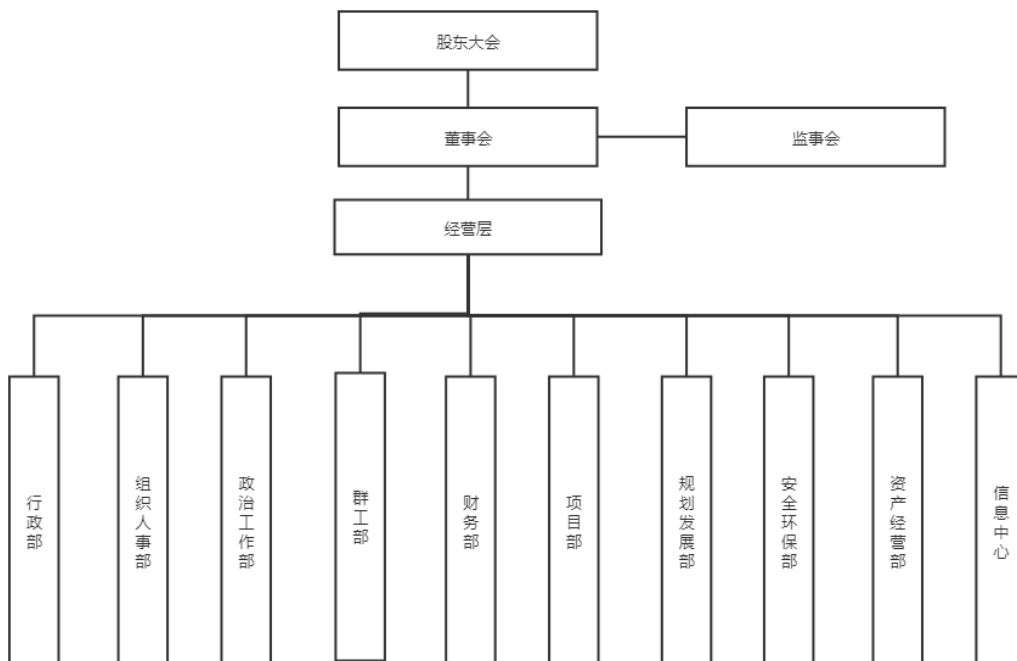 股东大会
董事会
监事会
经营层
行政部
组织人事部
政治工作部
群工部
财务部
项目部
规划发展部
安全环保部
资产经营部
信息中心